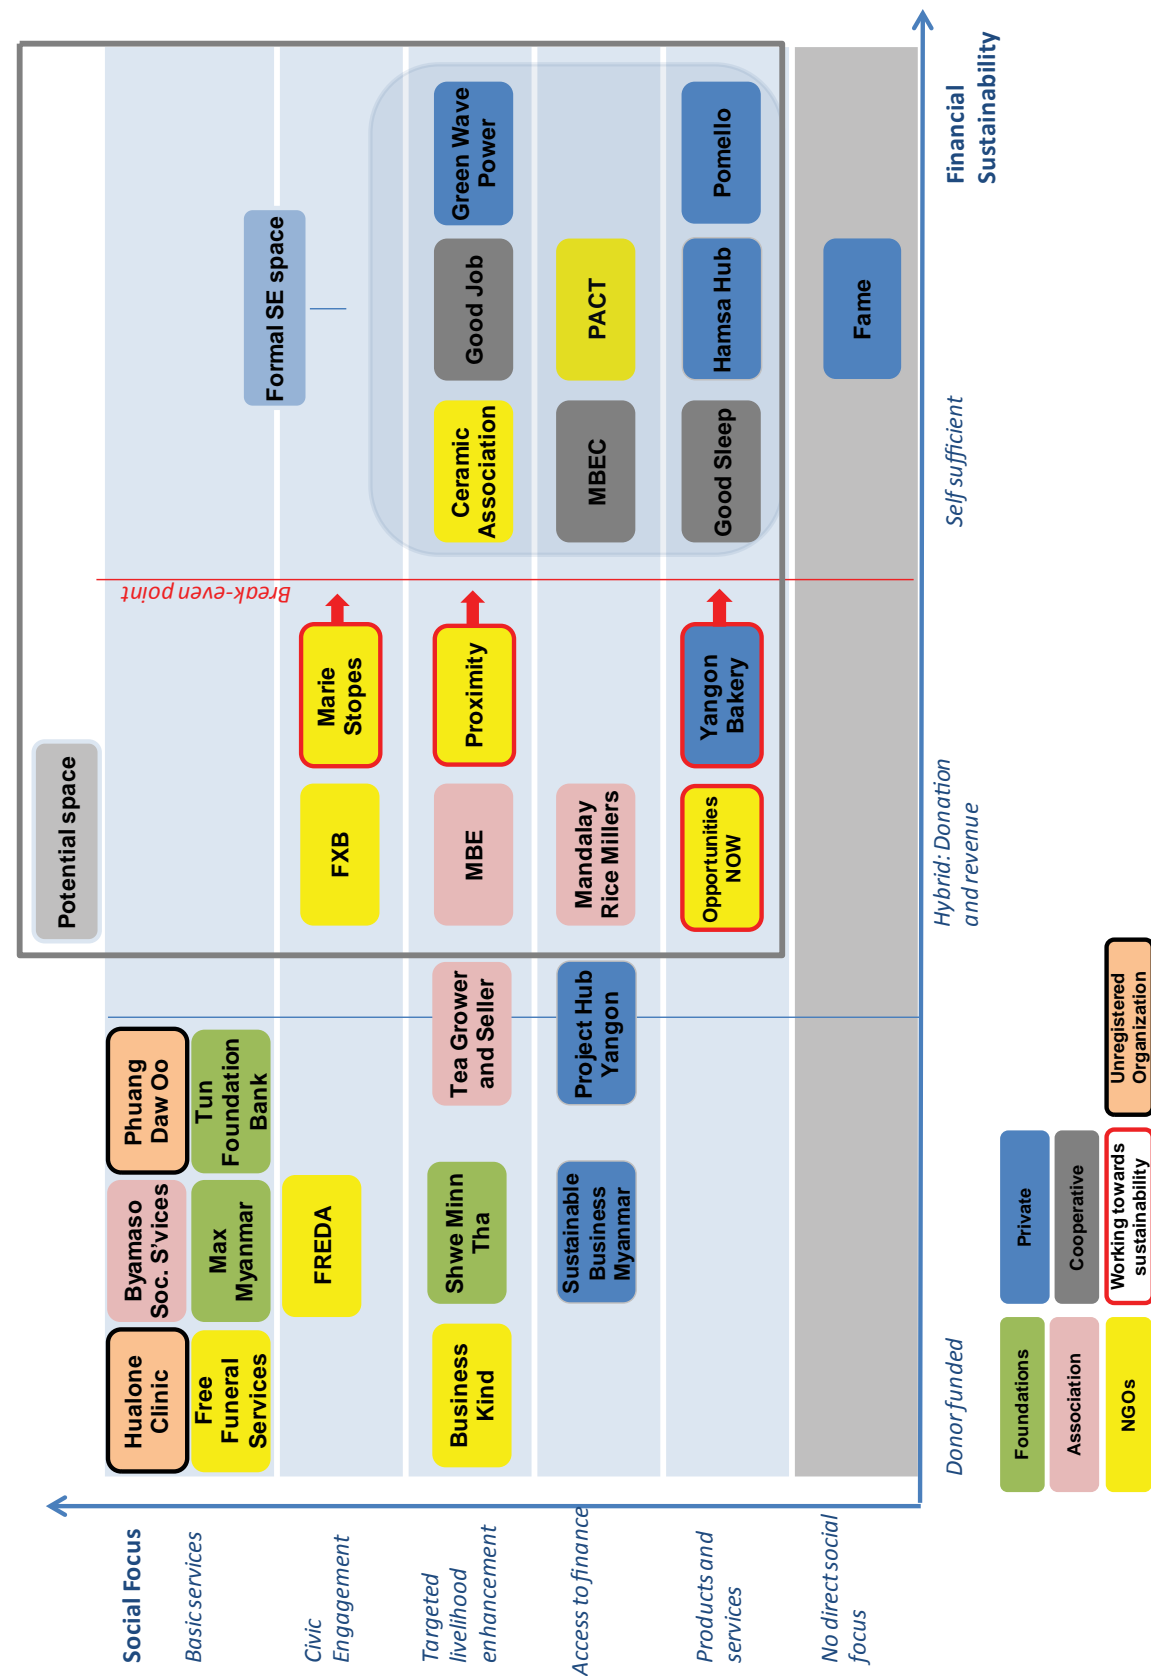 Social Focus
Basic services
Civic
Engagement
Targeted
livelihood
enhancement
Access to finance
Products and
services
No direct social
focus
Potential space
Formal SE space
Break-even point
Hualone
Clinic
Byamaso
Soc. S’vices
Phuang
Daw Oo
Free
Funeral
Services
Max
Myanmar
Tun
Foundation
Bank
FREDA
FXB
Marie
Stopes
Business
Kind
Shwe Minn
Tha
Tea Grower
and Seller
MBE
Proximity
Ceramic
Association
Good Job
Green Wave
Power
Sustainable
Business
Myanmar
Project Hub
Yangon
Mandalay
Rice Millers
MBEC
PACT
Opportunities
NOW
Yangon
Bakery
Good Sleep
Hamsa Hub
Pomello
Fame
Donor funded
Hybrid: Donation
and revenue
Self sufficient
Financial
Sustainability
Foundations
Private
Association
Cooperative
NGOs
Working towards
sustainability
Unregistered
Organization